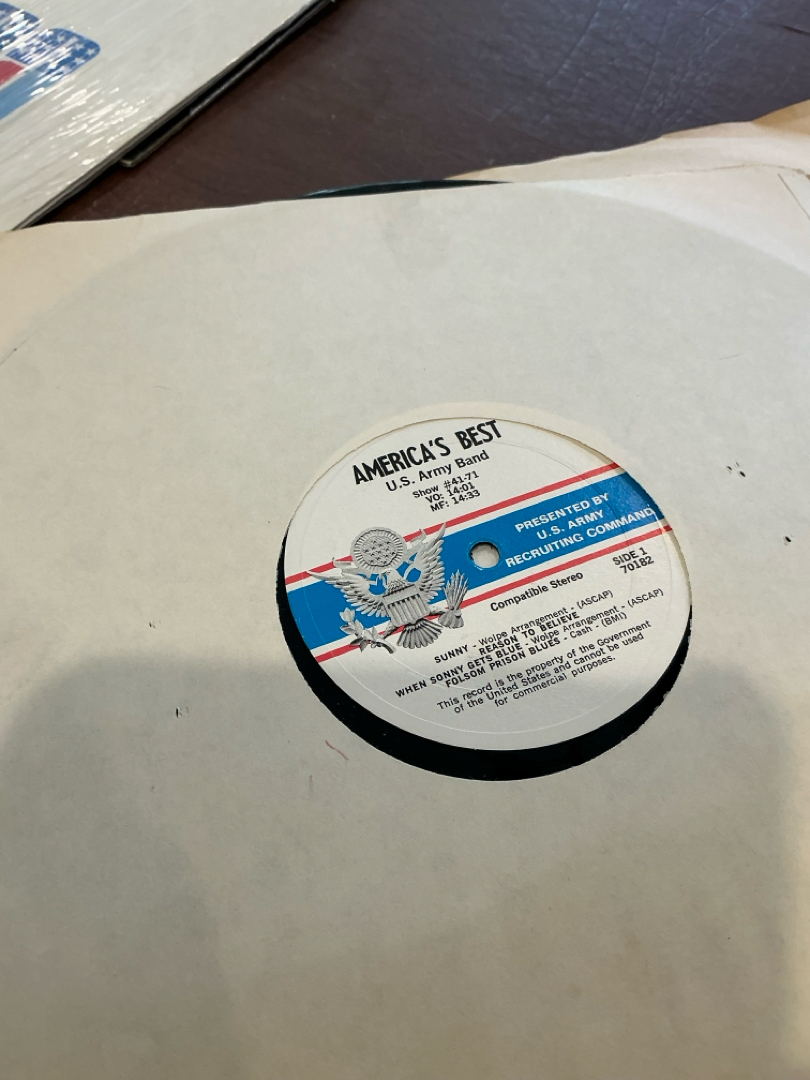 AMERICA'S BEST
U.S. Army Band
Show #41-71
VO: 14:01
MF: 14:33
PRESENTED BY
U.S. ARMY
RECRUITING COMMAND
SIDE 1
70182
Compatible Stereo
SUNNY - Wolpe Arrangement - (ASCAP)
REASON TO BELIEVE
WHEN SONNY GETS BLUE - Wolpe Arrangement - (ASCAP)
FOLSOM PRISON BLUES - Cash - (BMI)
This record is the property of the Government
of the United States and cannot be used
for commercial purposes.